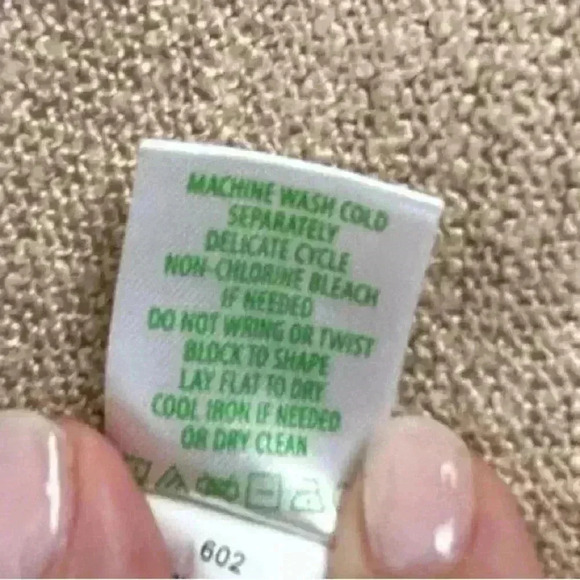 MACHINE WASH COLD
SEPARATELY
DELICATE CYCLE
NON-CHLORINE BLEACH
IF NEEDED
DO NOT WRING OR TWIST
BLOCK TO SHAPE
LAY FLAT TO DRY
COOL IRON IF NEEDED
OR DRY CLEAN
602